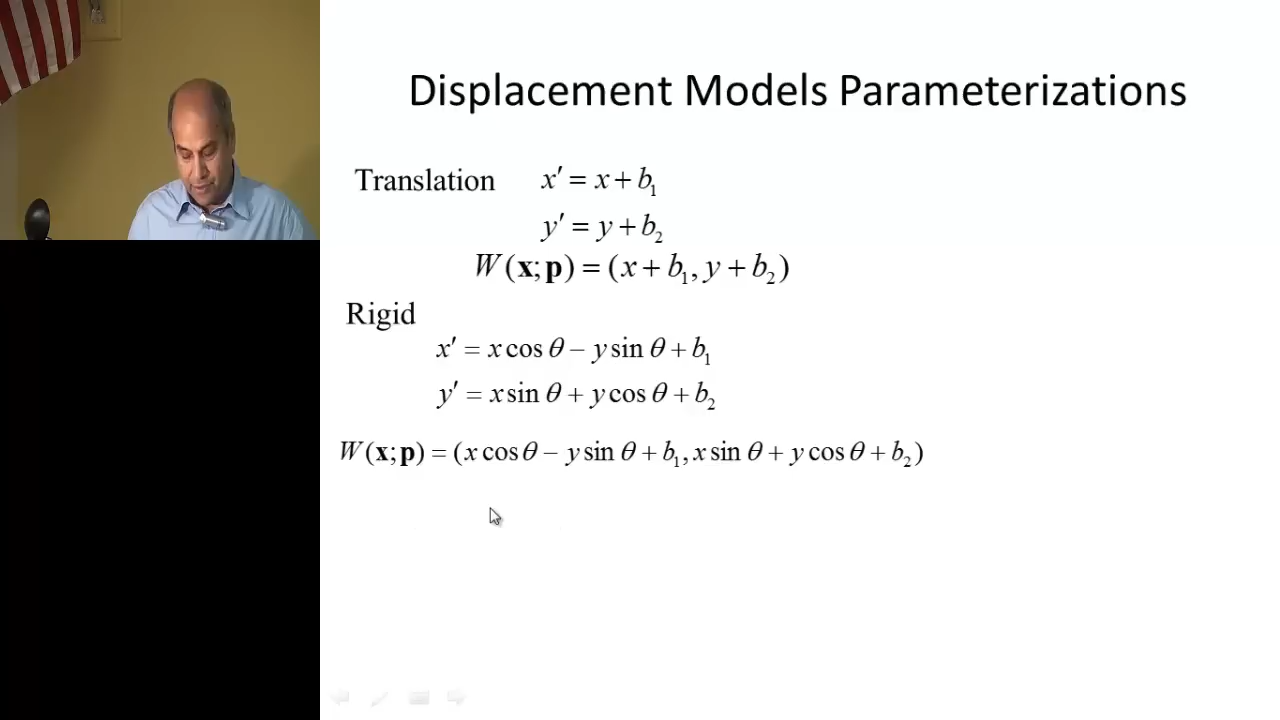 Displacement Models Parameterizations
Translation x′ = x + b₁
y′ = y + b₂
W(x;p) = (x + b₁, y + b₂)
Rigid
x′ = x cos θ − y sin θ + b₁
y′ = x sin θ + y cos θ + b₂
W(x;p) = (x cos θ − y sin θ + b₁, x sin θ + y cos θ + b₂)